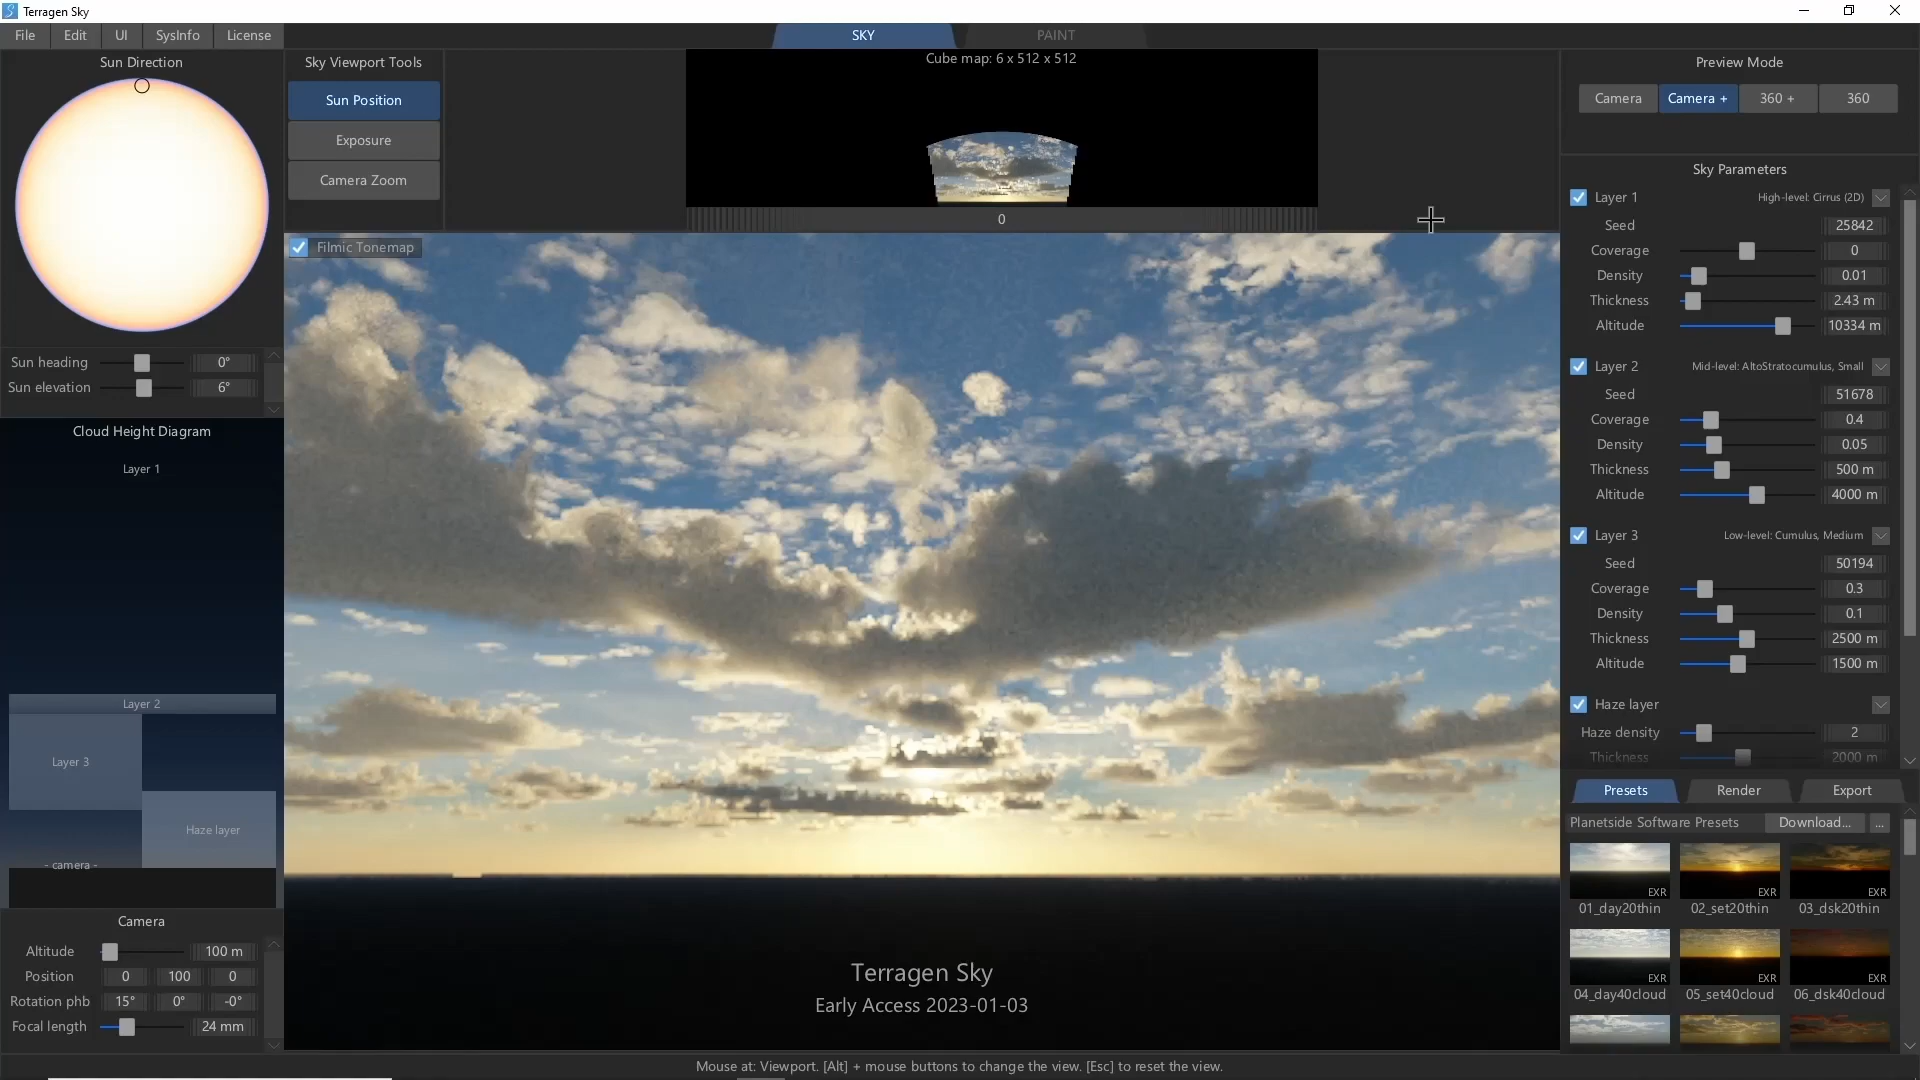 Terragen Sky
File
Edit
UI
SysInfo
License
SKY
PAINT
Sun Direction
Sun heading
0°
Sun elevation
6°
Cloud Height Diagram
Layer 1
Layer 2
Layer 3
Haze layer
- camera -
Camera
Altitude
100 m
Position
0
100
0
Rotation phb
15°
0°
-0°
Focal length
24 mm
Sky Viewport Tools
Sun Position
Exposure
Camera Zoom
Cube map: 6 x 512 x 512
0
Filmic Tonemap
Terragen Sky
Early Access 2023-01-03
Mouse at: Viewport. [Alt] + mouse buttons to change the view. [Esc] to reset the view.
Preview Mode
Camera
Camera +
360 +
360
Sky Parameters
Layer 1
High-level: Cirrus (2D)
Seed
25842
Coverage
0
Density
0.01
Thickness
2.43 m
Altitude
10334 m
Layer 2
Mid-level: AltoStratocumulus, Small
Seed
51678
Coverage
0.4
Density
0.05
Thickness
500 m
Altitude
4000 m
Layer 3
Low-level: Cumulus, Medium
Seed
50194
Coverage
0.3
Density
0.1
Thickness
2500 m
Altitude
1500 m
Haze layer
Haze density
2
Thickness
2000 m
Presets
Render
Export
Planetside Software Presets
Download...
...
EXR
EXR
EXR
01_day20thin
02_set20thin
03_dsk20thin
EXR
EXR
EXR
04_day40cloud
05_set40cloud
06_dsk40cloud